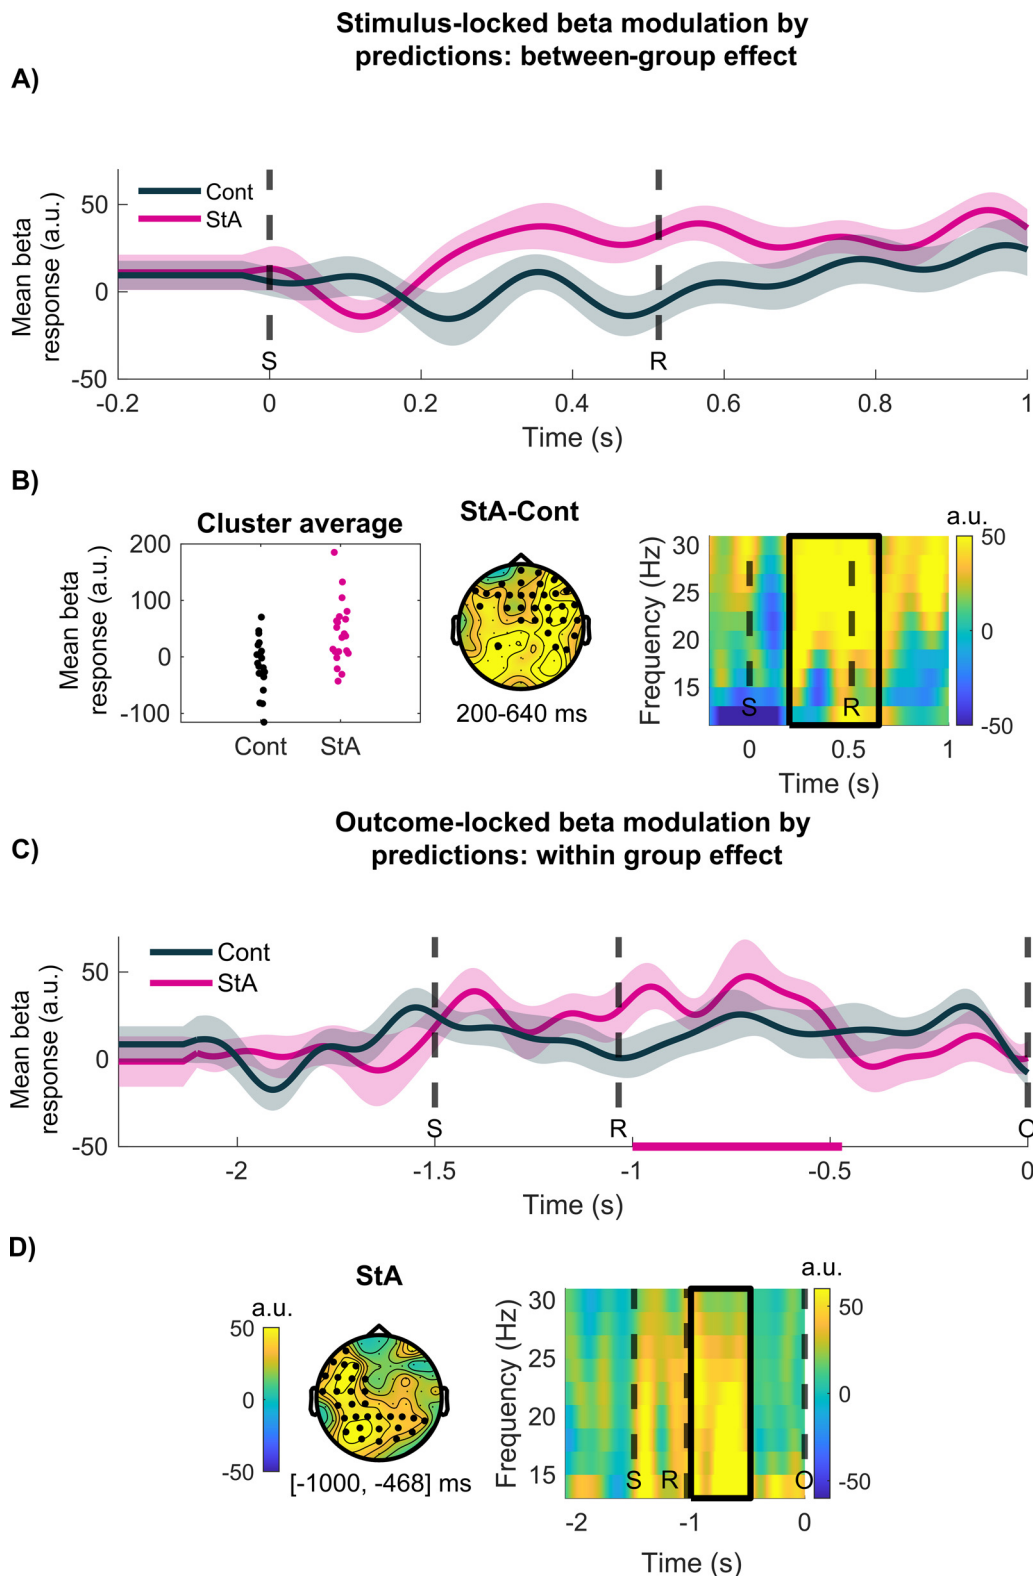 Stimulus-locked beta modulation by
predictions: between-group effect
A)
Mean beta
response (a.u.)
50
0
-50
Cont
StA
S
R
-0.2 0 0.2 0.4 0.6 0.8 1
Time (s)
B)
Cluster average
Mean beta
response (a.u.)
200
100
0
-100
Cont StA
StA-Cont
200-640 ms
Frequency (Hz)
30
25
20
15
S R
0 0.5 1
Time (s)
a.u.
50
0
-50
Outcome-locked beta modulation by
predictions: within group effect
C)
Mean beta
response (a.u.)
50
0
-50
Cont
StA
S
R
O
-2 -1.5 -1 -0.5 0
Time (s)
D)
StA
a.u.
50
0
-50
[-1000, -468] ms
Frequency (Hz)
30
25
20
15
S R O
-2 -1 0
Time (s)
a.u.
50
0
-50